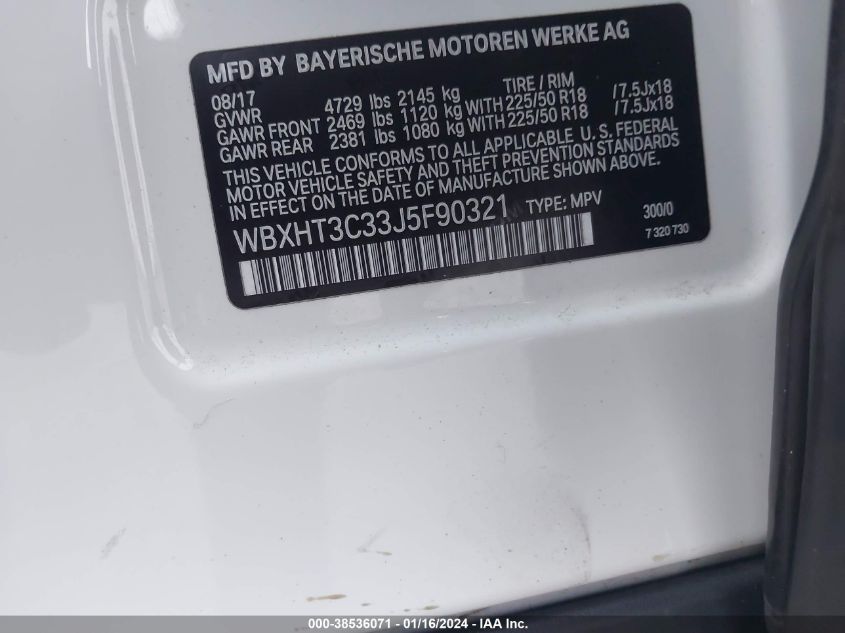 MFD BY BAYERISCHE MOTOREN WERKE AG
08/17 TIRE / RIM
GVWR 4729 lbs 2145 kg
GAWR FRONT 2469 lbs 1120 kg WITH 225/50 R18 /7.5Jx18
GAWR REAR 2381 lbs 1080 kg WITH 225/50 R18 /7.5Jx18
THIS VEHICLE CONFORMS TO ALL APPLICABLE U.S. FEDERAL
MOTOR VEHICLE SAFETY AND THEFT PREVENTION STANDARDS
IN EFFECT ON THE DATE OF MANUFACTURE SHOWN ABOVE.
WBXHT3C33J5F90321 TYPE: MPV 300/0
7 320 730
000-38536071 - 01/16/2024 - IAA Inc.